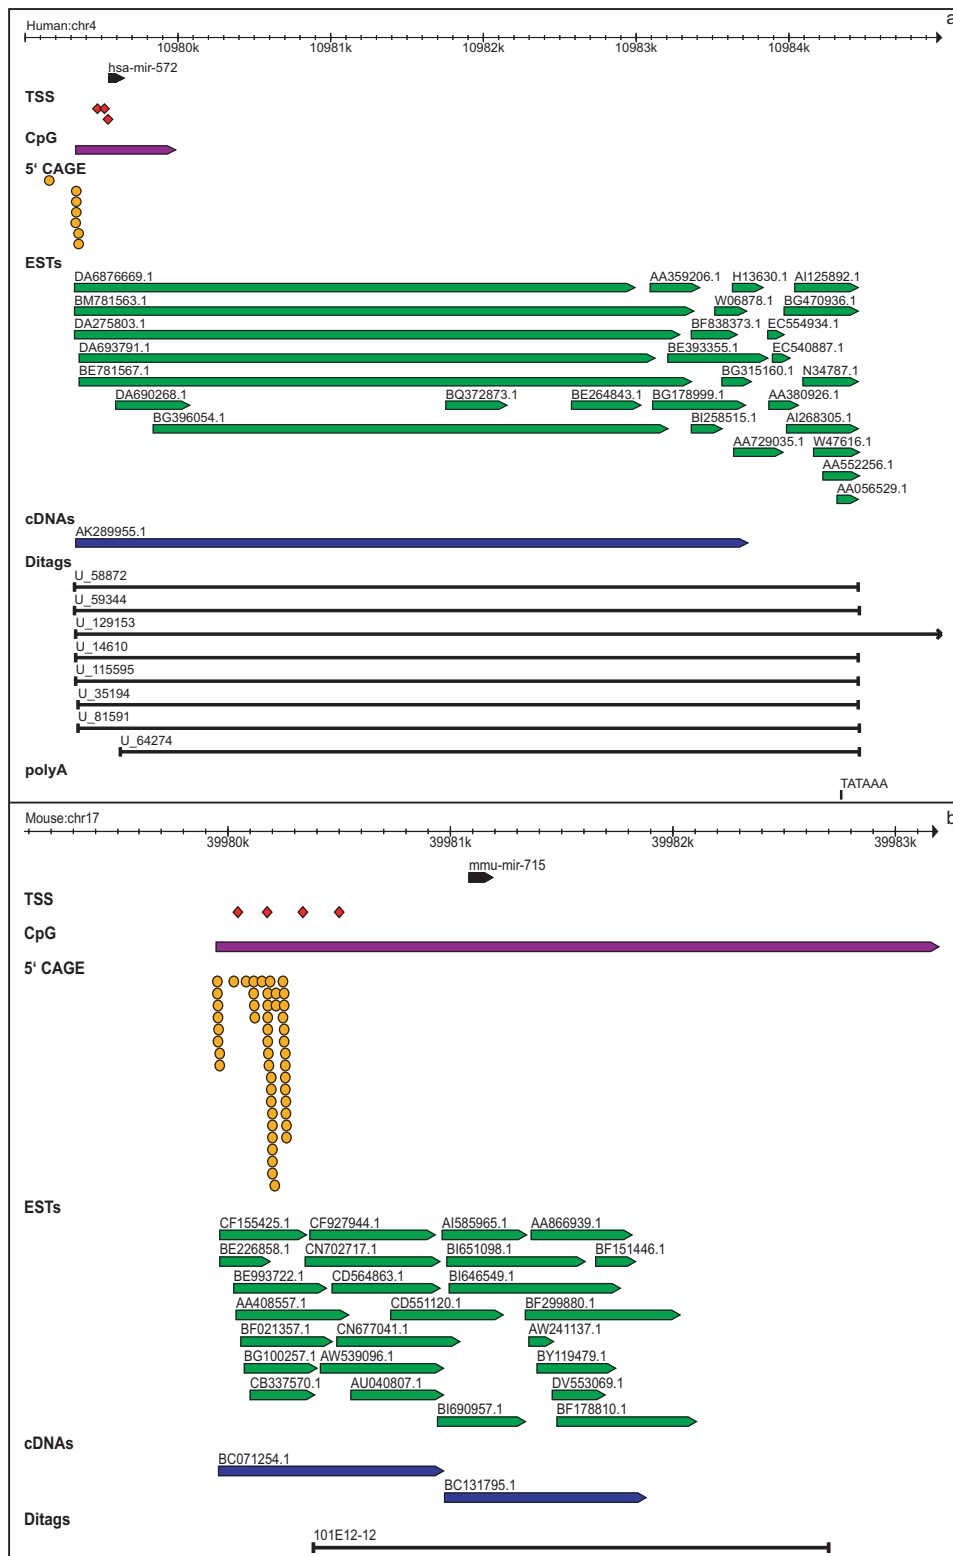 a
Human:chr4
10980k 10981k 10982k 10983k 10984k
hsa-mir-572
TSS
CpG
5‘ CAGE
ESTs
DA6876669.1 AA359206.1 H13630.1 AI125892.1
BM781563.1 W06878.1 BG470936.1
DA275803.1 BF838373.1 EC554934.1
DA693791.1 BE393355.1 EC540887.1
BE781567.1 BG315160.1 N34787.1
DA690268.1 BQ372873.1 BE264843.1 BG178999.1 AA380926.1
BG396054.1 BI258515.1 AI268305.1
AA729035.1 W47616.1
AA552256.1
AA056529.1
cDNAs
AK289955.1
Ditags
U_58872
U_59344
U_129153
U_14610
U_115595
U_35194
U_81591
U_64274
polyA
TATAAA
b
Mouse:chr17
39980k 39981k 39982k 39983k
mmu-mir-715
TSS
CpG
5‘ CAGE
ESTs
CF155425.1 CF927944.1 AI585965.1 AA866939.1
BE226858.1 CN702717.1 BI651098.1 BF151446.1
BE993722.1 CD564863.1 BI646549.1
AA408557.1 CD551120.1 BF299880.1
BF021357.1 CN677041.1 AW241137.1
BG100257.1 AW539096.1 BY119479.1
CB337570.1 AU040807.1 DV553069.1
BI690957.1 BF178810.1
cDNAs
BC071254.1
BC131795.1
Ditags
101E12-12